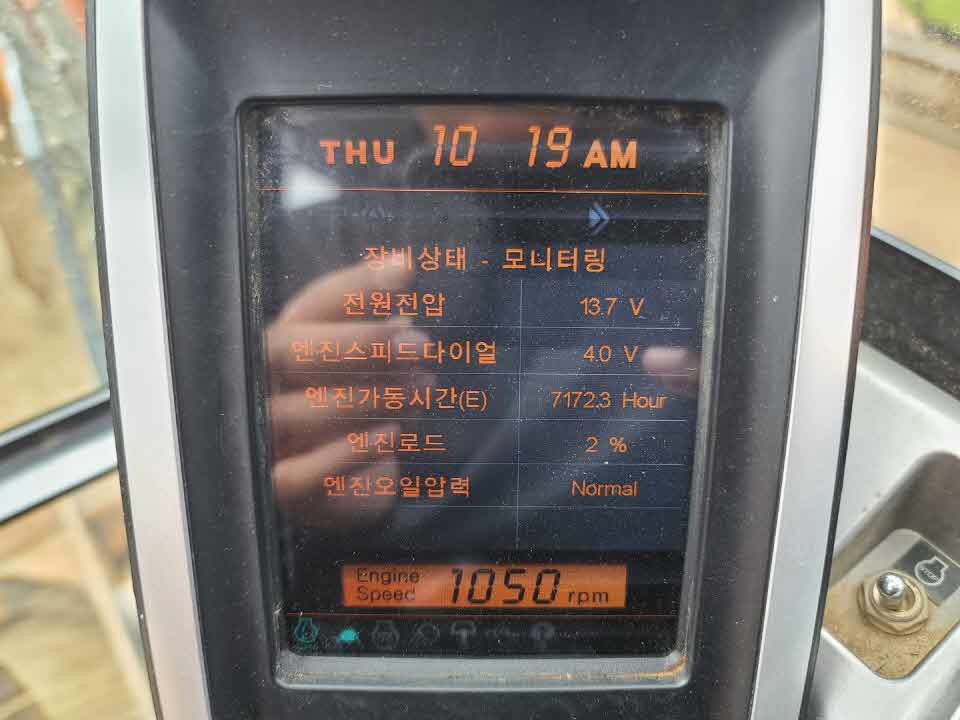 THU 10 19 AM
장비상태 - 모니터링
전원전압 13.7 V
엔진스피드다이얼 4.0 V
엔진가동시간(E) 7172.3 Hour
엔진로드 2 %
엔진오일압력 Normal
Engine Speed 1050 rpm